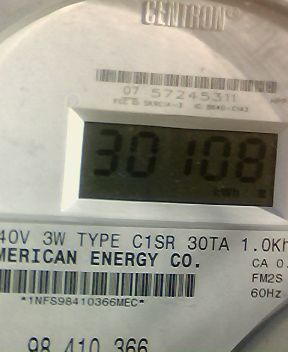 CENTRON®
07 57245311
30108
kWh
40V 3W TYPE C1SR 30TA 1.0Kh
MERICAN ENERGY CO.
CA 0.
FM2S
60Hz
*1NFS98410366MEC*
98 410 366